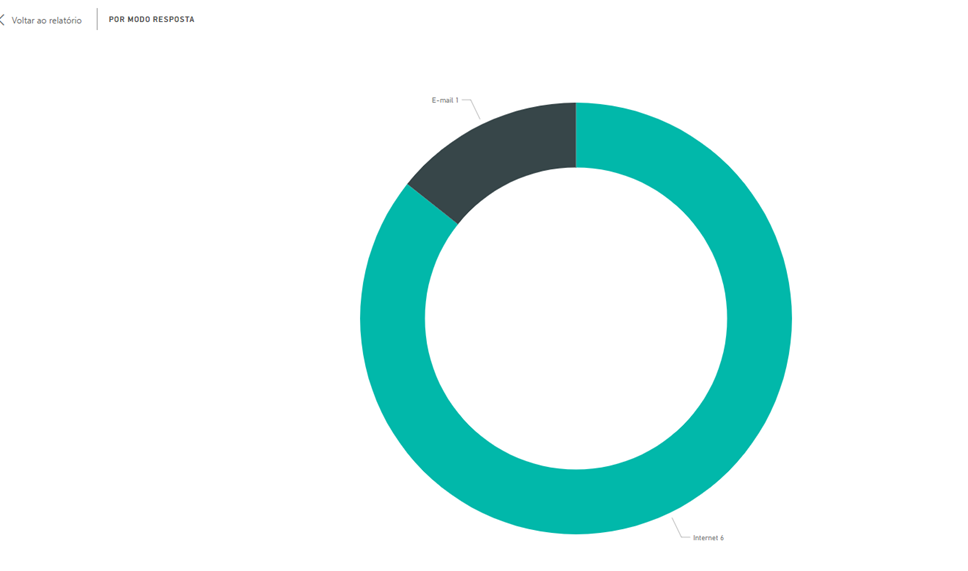 Voltar ao relatório
POR MODO RESPOSTA
E-mail 1
Internet 6